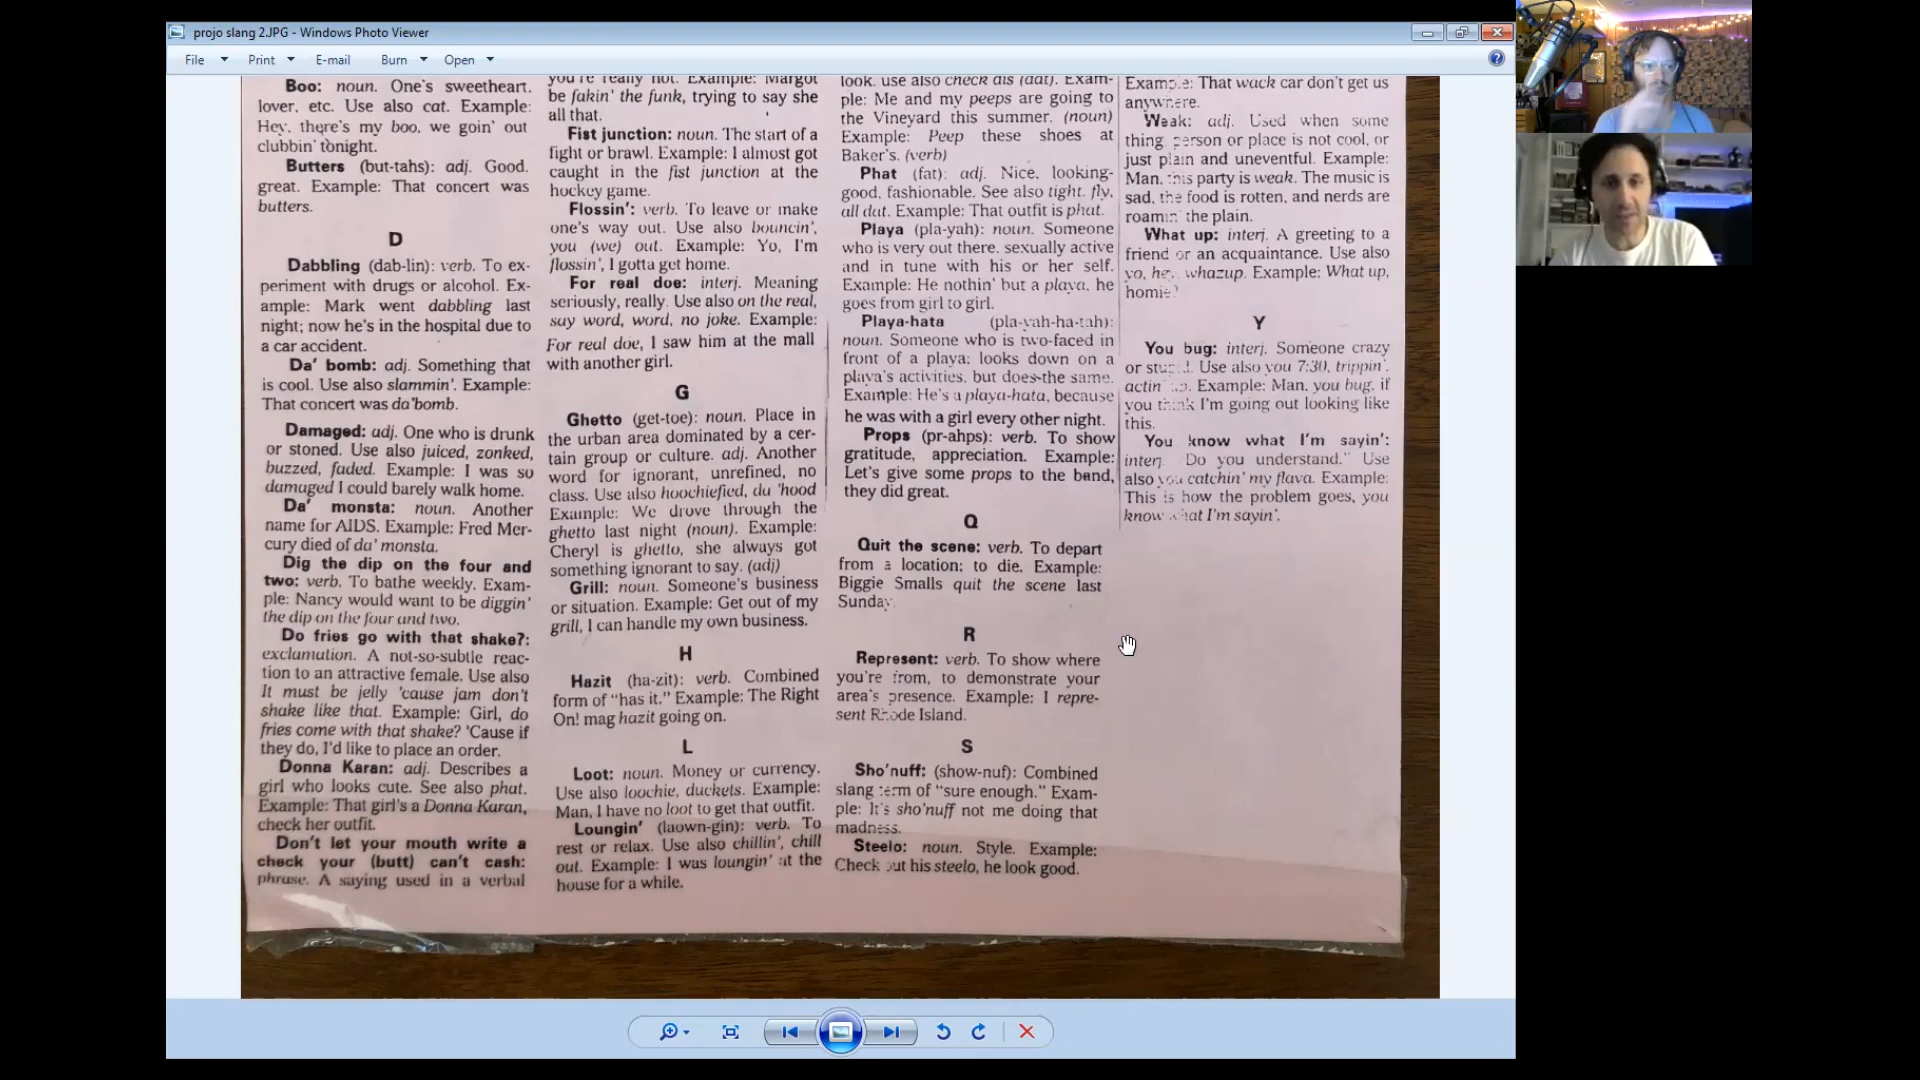 projo slang 2.JPG - Windows Photo Viewer
File Print E-mail Burn Open
Boo: noun. One's sweetheart,
lover, etc. Use also cat. Example:
Hey, there's my boo, we goin' out
clubbin' tonight.
Butters (but-tahs): adj. Good,
great. Example: That concert was
butters.
D
Dabbling (dab-lin): verb. To ex-
periment with drugs or alcohol. Ex-
ample: Mark went dabbling last
night; now he's in the hospital due to
a car accident.
Da' bomb: adj. Something that
is cool. Use also slammin'. Example:
That concert was da'bomb.
Damaged: adj. One who is drunk
or stoned. Use also juiced, zonked,
buzzed, faded. Example: I was so
damaged I could barely walk home.
Da' monsta: noun. Another
name for AIDS. Example: Fred Mer-
cury died of da' monsta.
Dig the dip on the four and
two: verb. To bathe weekly. Exam-
ple: Nancy would want to be diggin'
the dip on the four and two.
Do fries go with that shake?:
exclamation. A not-so-subtle reac-
tion to an attractive female. Use also
It must be jelly 'cause jam don't
shake like that. Example: Girl, do
fries come with that shake? 'Cause if
they do, I'd like to place an order.
Donna Karan: adj. Describes a
girl who looks cute. See also phat.
Example: That girl's a Donna Karan,
check her outfit.
Don't let your mouth write a
check your (butt) can't cash:
phrase. A saying used in a verbal
you're really not. Example: Margot
be fakin' the funk, trying to say she
all that.
Fist junction: noun. The start of a
fight or brawl. Example: I almost got
caught in the fist junction at the
hockey game.
Flossin': verb. To leave or make
one's way out. Use also bouncin',
you (we) out. Example: Yo, I'm
flossin', I gotta get home.
For real doe: interj. Meaning
seriously, really. Use also on the real,
say word, word, no joke. Example:
For real doe, I saw him at the mall
with another girl.
G
Ghetto (get-toe): noun. Place in
the urban area dominated by a cer-
tain group or culture. adj. Another
word for ignorant, unrefined, no
class. Use also hoochiefied, du 'hood
Example: We drove through the
ghetto last night (noun). Example:
Cheryl is ghetto, she always got
something ignorant to say. (adj)
Grill: noun. Someone's business
or situation. Example: Get out of my
grill, I can handle my own business.
H
Hazit (ha-zit): verb. Combined
form of "has it." Example: The Right
On! mag hazit going on.
L
Loot: noun. Money or currency.
Use also loochie, duckets. Example:
Man, I have no loot to get that outfit.
Loungin' (laown-gin): verb. To
rest or relax. Use also chillin', chill
out. Example: I was loungin' at the
house for a while.
look. use also check dis (dat). Exam-
ple: Me and my peeps are going to
the Vineyard this summer. (noun)
Example: Peep these shoes at
Baker's. (verb)
Phat (fat): adj. Nice, looking-
good, fashionable. See also tight, fly,
all dat. Example: That outfit is phat.
Playa (pla-yah): noun. Someone
who is very out there, sexually active
and in tune with his or her self.
Example: He nothin' but a playa, he
goes from girl to girl.
Playa-hata (pla-yah-ha-tah):
noun. Someone who is two-faced in
front of a playa; looks down on a
playa's activities, but does the same.
Example: He's a playa-hata, because
he was with a girl every other night.
Props (pr-ahps): verb. To show
gratitude, appreciation. Example:
Let's give some props to the band,
they did great.
Q
Quit the scene: verb. To depart
from a location; to die. Example:
Biggie Smalls quit the scene last
Sunday.
R
Represent: verb. To show where
you're from, to demonstrate your
area's presence. Example: I repre-
sent Rhode Island.
S
Sho'nuff: (show-nuf): Combined
slang term of "sure enough." Exam-
ple: It's sho'nuff not me doing that
madness.
Steelo: noun. Style. Example:
Check out his steelo, he look good.
Example: That wack car don't get us
anywhere.
Weak: adj. Used when some
thing, person or place is not cool, or
just plain and uneventful. Example:
Man, this party is weak. The music is
sad, the food is rotten, and nerds are
roamin' the plain.
What up: interj. A greeting to a
friend or an acquaintance. Use also
yo, hey, whazup. Example: What up,
homie?
Y
You bug: interj. Someone crazy
or stupid. Use also you 7:30, trippin',
actin' up. Example: Man, you bug, if
you think I'm going out looking like
this.
You know what I'm sayin':
interj. "Do you understand." Use
also you catchin' my flava. Example:
This is how the problem goes, you
know what I'm sayin'.